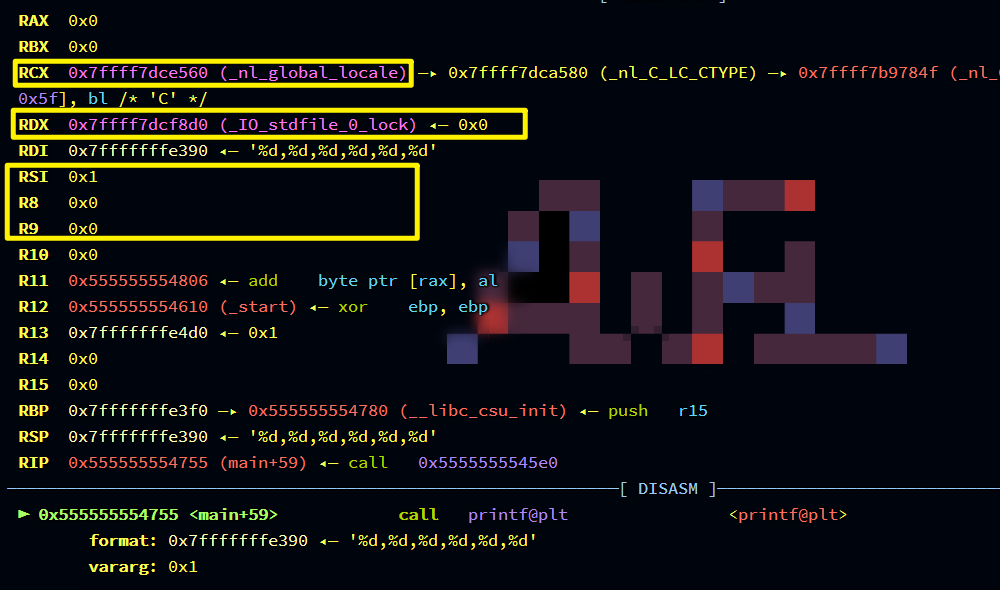 RAX 0x0
RBX 0x0
RCX 0x7ffff7dce560 (_nl_global_locale) —▸ 0x7ffff7dca580 (_nl_C_LC_CTYPE) —▸ 0x7ffff7b9784f (_nl_
0x5f], bl /* 'C' */
RDX 0x7ffff7dcf8d0 (_IO_stdfile_0_lock) ◂— 0x0
RDI 0x7fffffffe390 ◂— '%d,%d,%d,%d,%d,%d'
RSI 0x1
R8 0x0
R9 0x0
R10 0x0
R11 0x555555554806 ◂— add byte ptr [rax], al
R12 0x555555554610 (_start) ◂— xor ebp, ebp
R13 0x7fffffffe4d0 ◂— 0x1
R14 0x0
R15 0x0
RBP 0x7fffffffe3f0 —▸ 0x555555554780 (__libc_csu_init) ◂— push r15
RSP 0x7fffffffe390 ◂— '%d,%d,%d,%d,%d,%d'
RIP 0x555555554755 (main+59) ◂— call 0x5555555545e0
[ DISASM ]
► 0x555555554755 <main+59> call printf@plt <printf@plt>
format: 0x7fffffffe390 ◂— '%d,%d,%d,%d,%d,%d'
vararg: 0x1